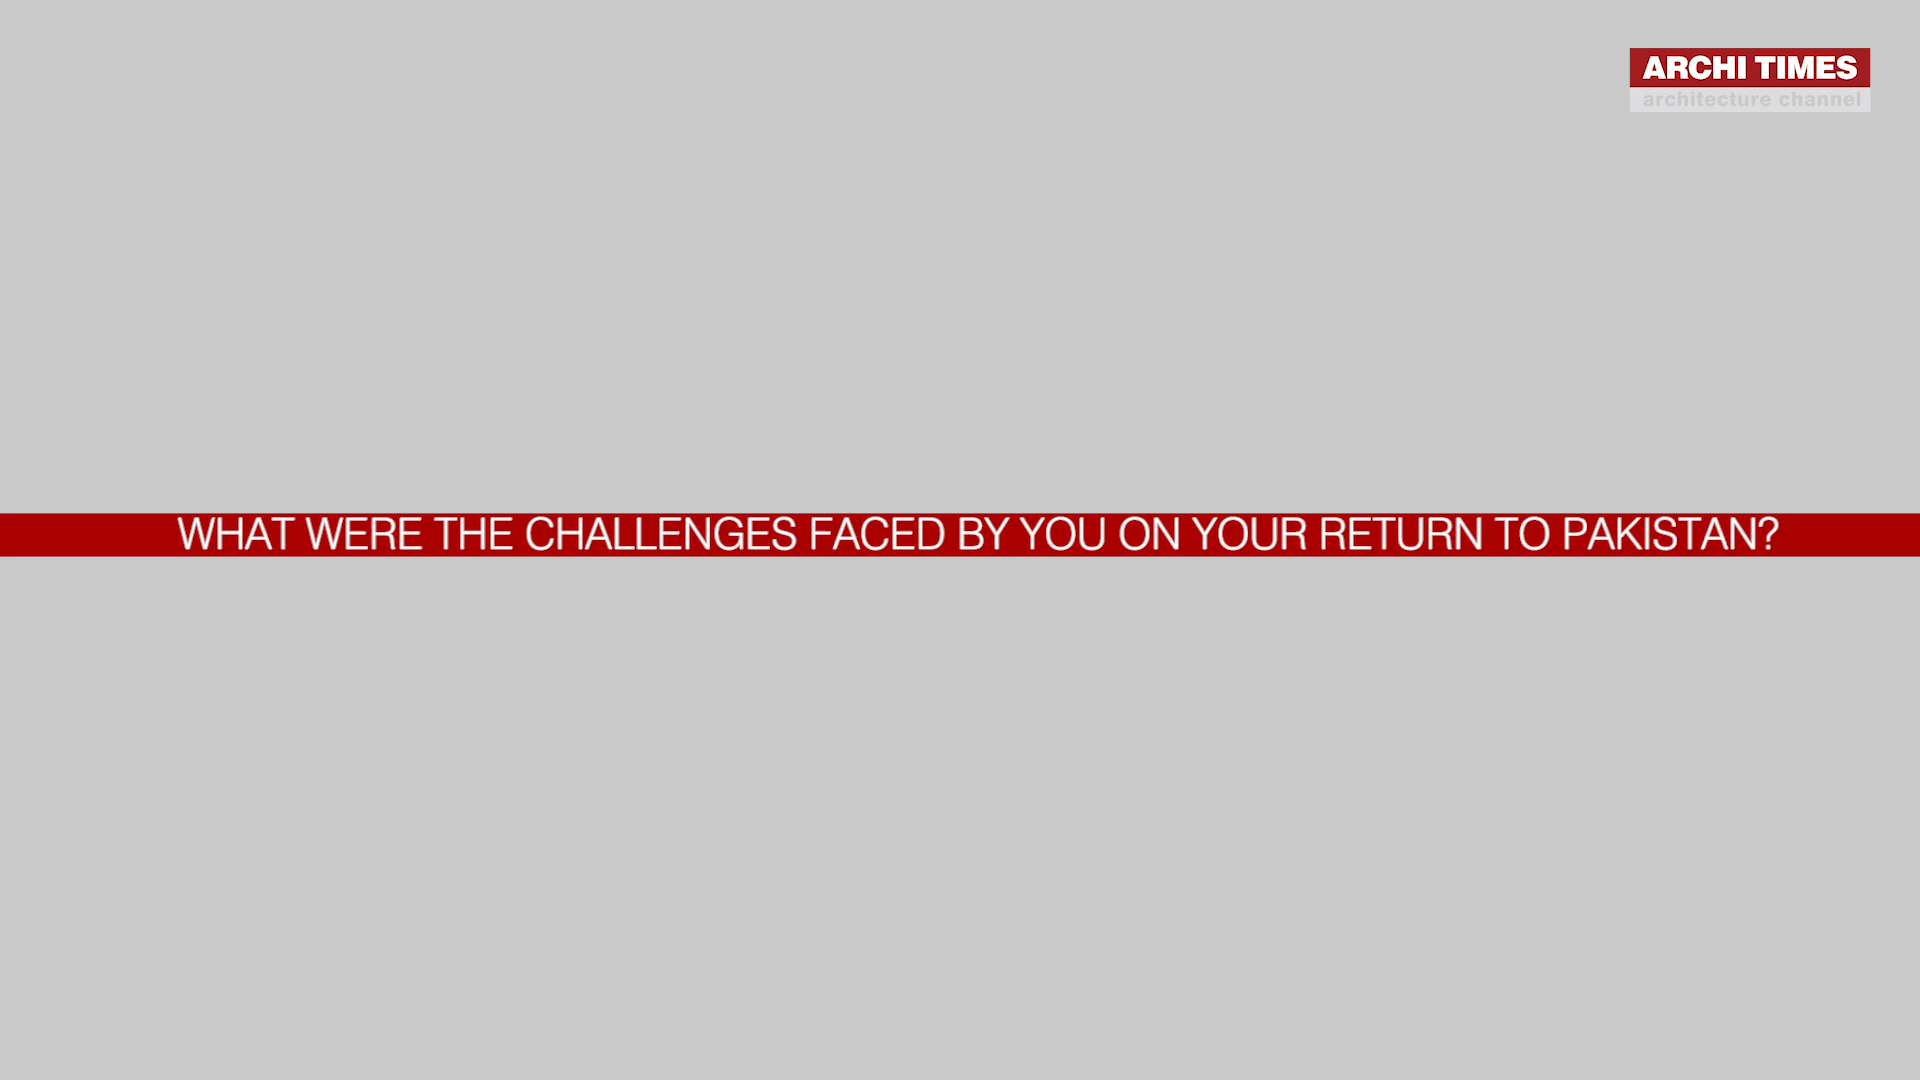 ARCHI TIMES
architecture channel
WHAT WERE THE CHALLENGES FACED BY YOU ON YOUR RETURN TO PAKISTAN?